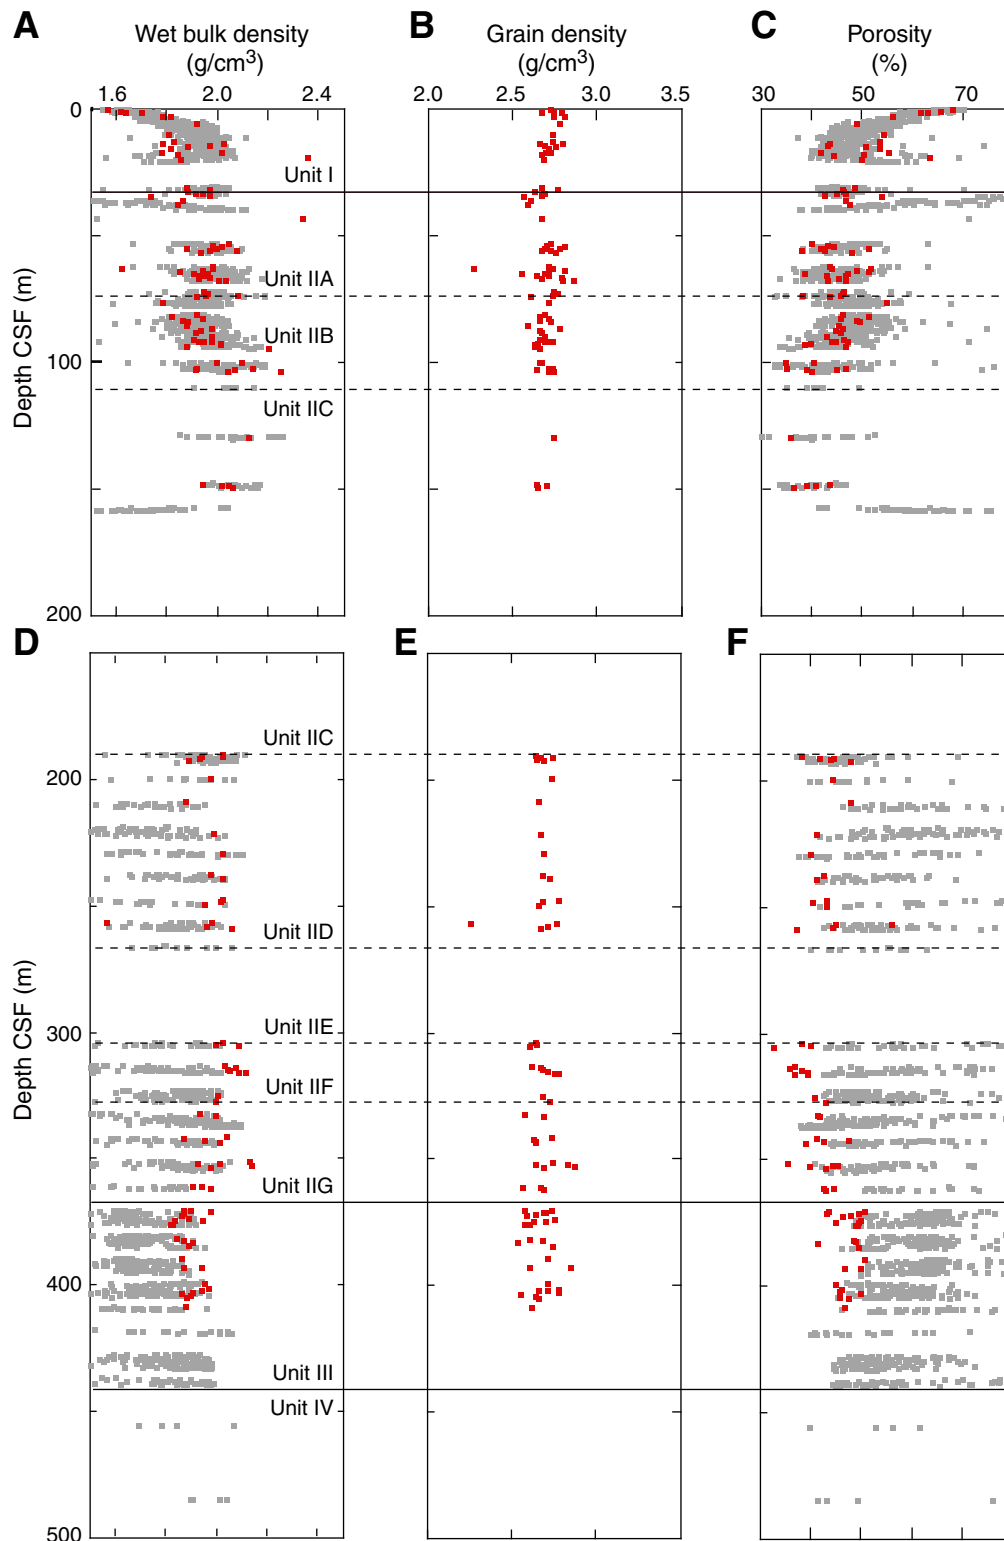 A
Wet bulk density
(g/cm3)
B
Grain density
(g/cm3)
C
Porosity
(%)
1.6 2.0 2.4
2.0 2.5 3.0 3.5
30 50 70
0
Unit I
Unit IIA
Unit IIB
100
Unit IIC
Depth CSF (m)
200
D
E
F
Unit IIC
200
Unit IID
Unit IIE
300
Depth CSF (m)
Unit IIF
Unit IIG
400
Unit III
Unit IV
500